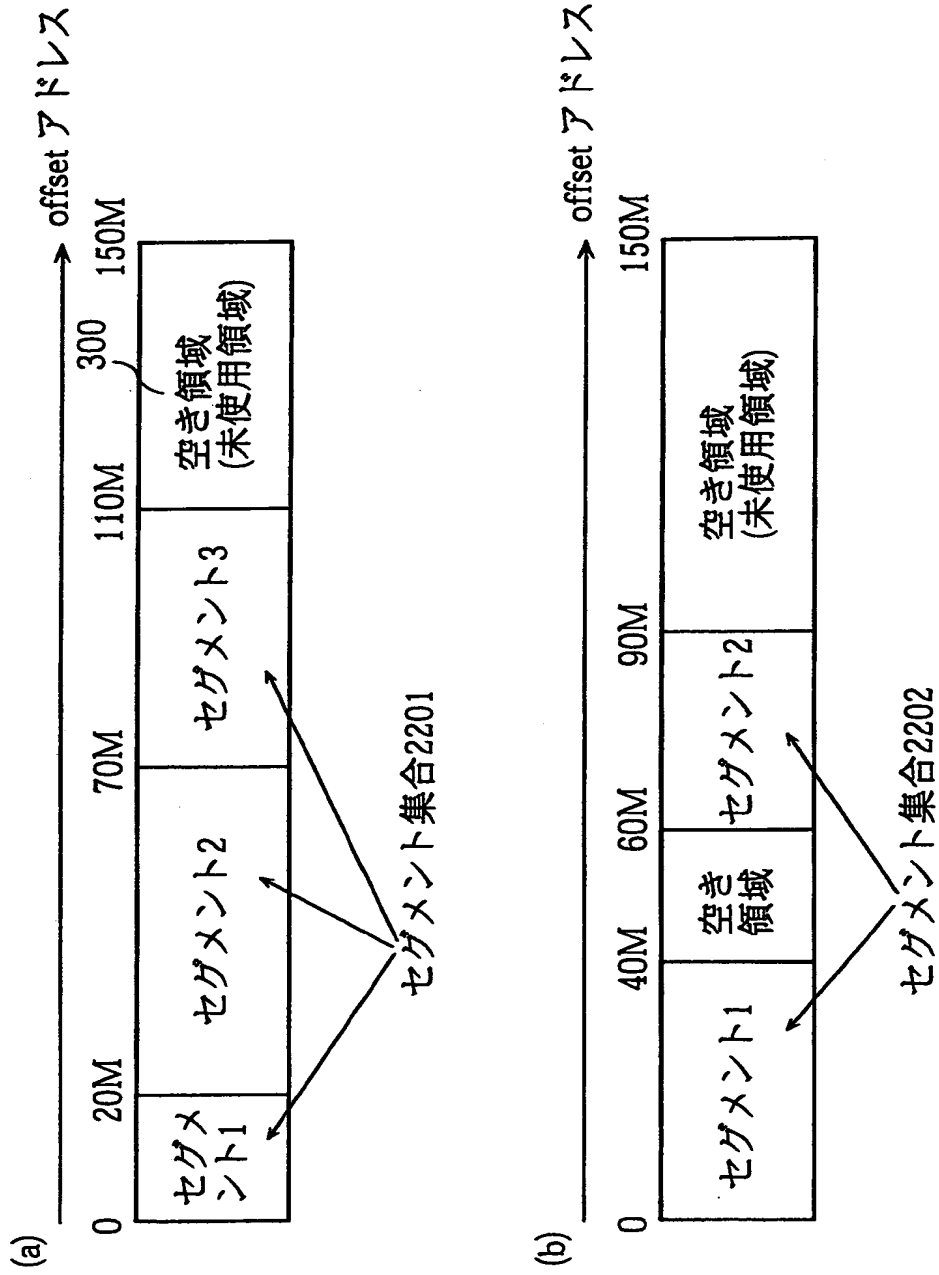 (a)
offset アドレス
0
20M
70M
110M
300
150M
セグメ
ント1
セグメント2
セグメント3
空き領域
(未使用領域)
セグメント集合2201
(b)
offset アドレス
0
40M
60M
90M
150M
セグメント1
空き
領域
セグメント2
空き領域
(未使用領域)
セグメント集合2202